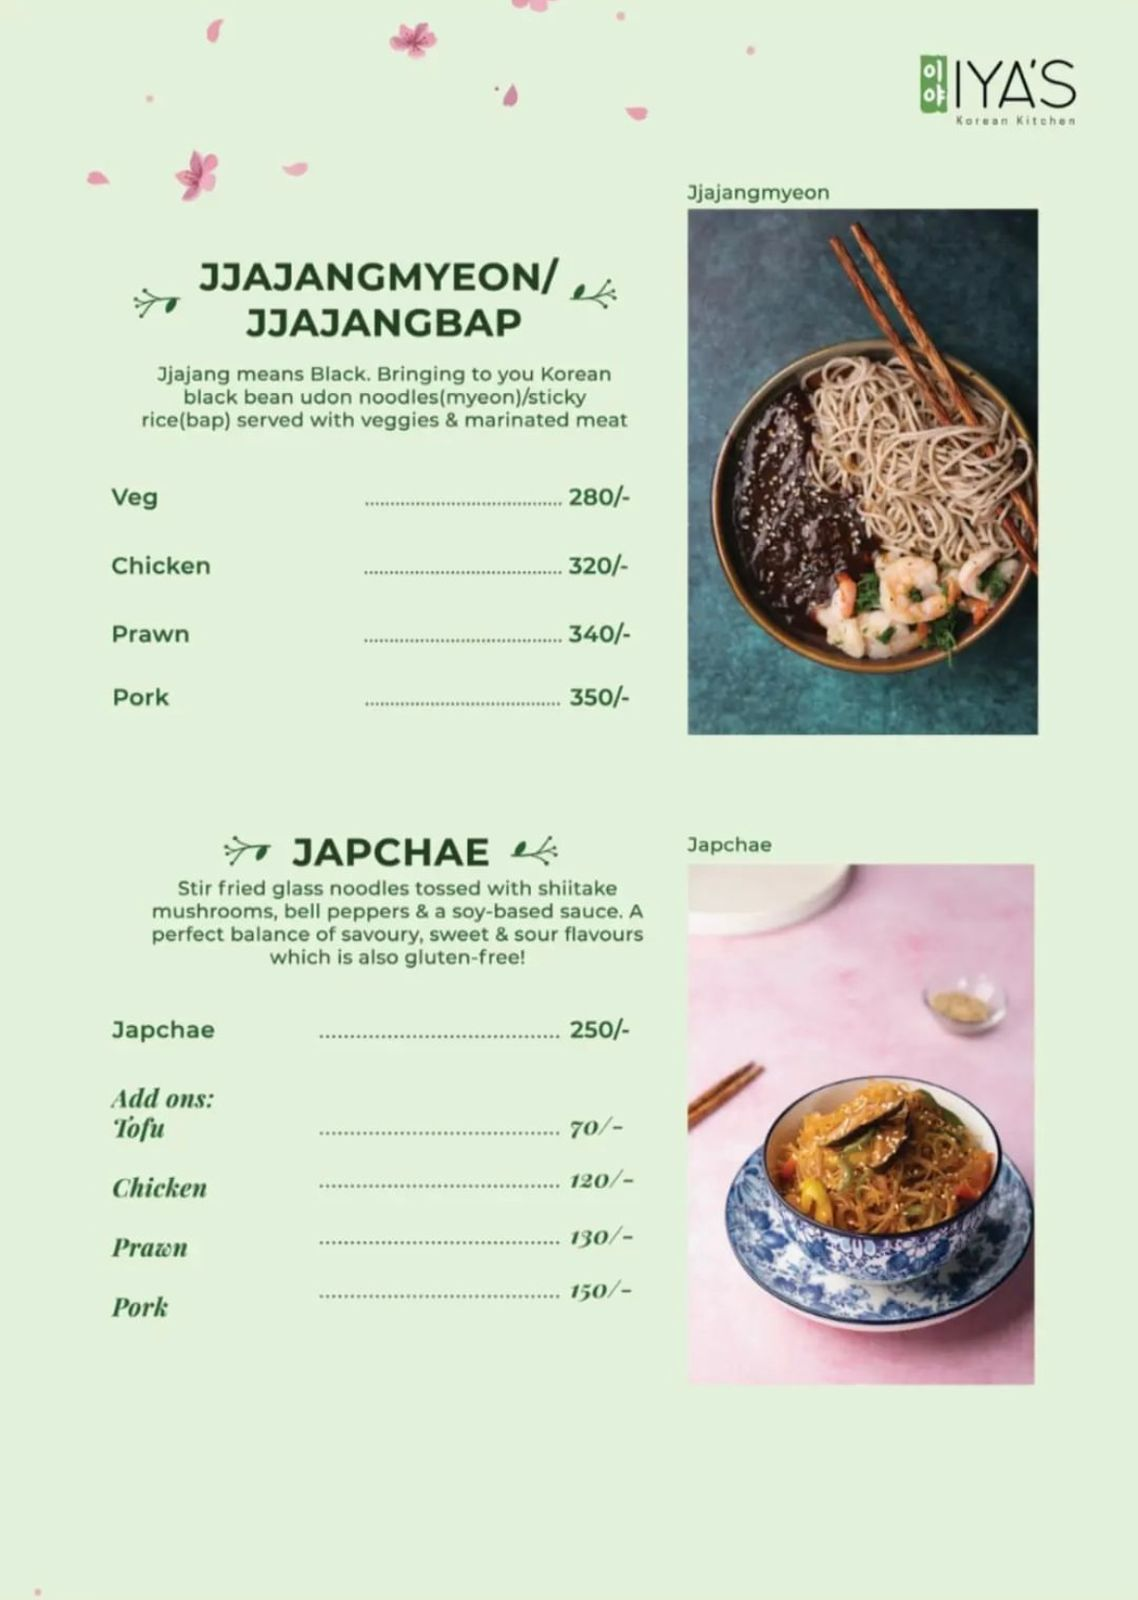 이야 IYA'S
Korean Kitchen
Jjajangmyeon
JJAJANGMYEON/
JJAJANGBAP
Jjajang means Black. Bringing to you Korean
black bean udon noodles(myeon)/sticky
rice(bap) served with veggies & marinated meat
Veg ........................................ 280/-
Chicken ........................................ 320/-
Prawn ........................................ 340/-
Pork ........................................ 350/-
JAPCHAE
Japchae
Stir fried glass noodles tossed with shiitake
mushrooms, bell peppers & a soy-based sauce. A
perfect balance of savoury, sweet & sour flavours
which is also gluten-free!
Japchae ........................................ 250/-
Add ons:
Tofu ........................................ 70/-
Chicken ........................................ 120/-
Prawn ........................................ 130/-
Pork ........................................ 150/-